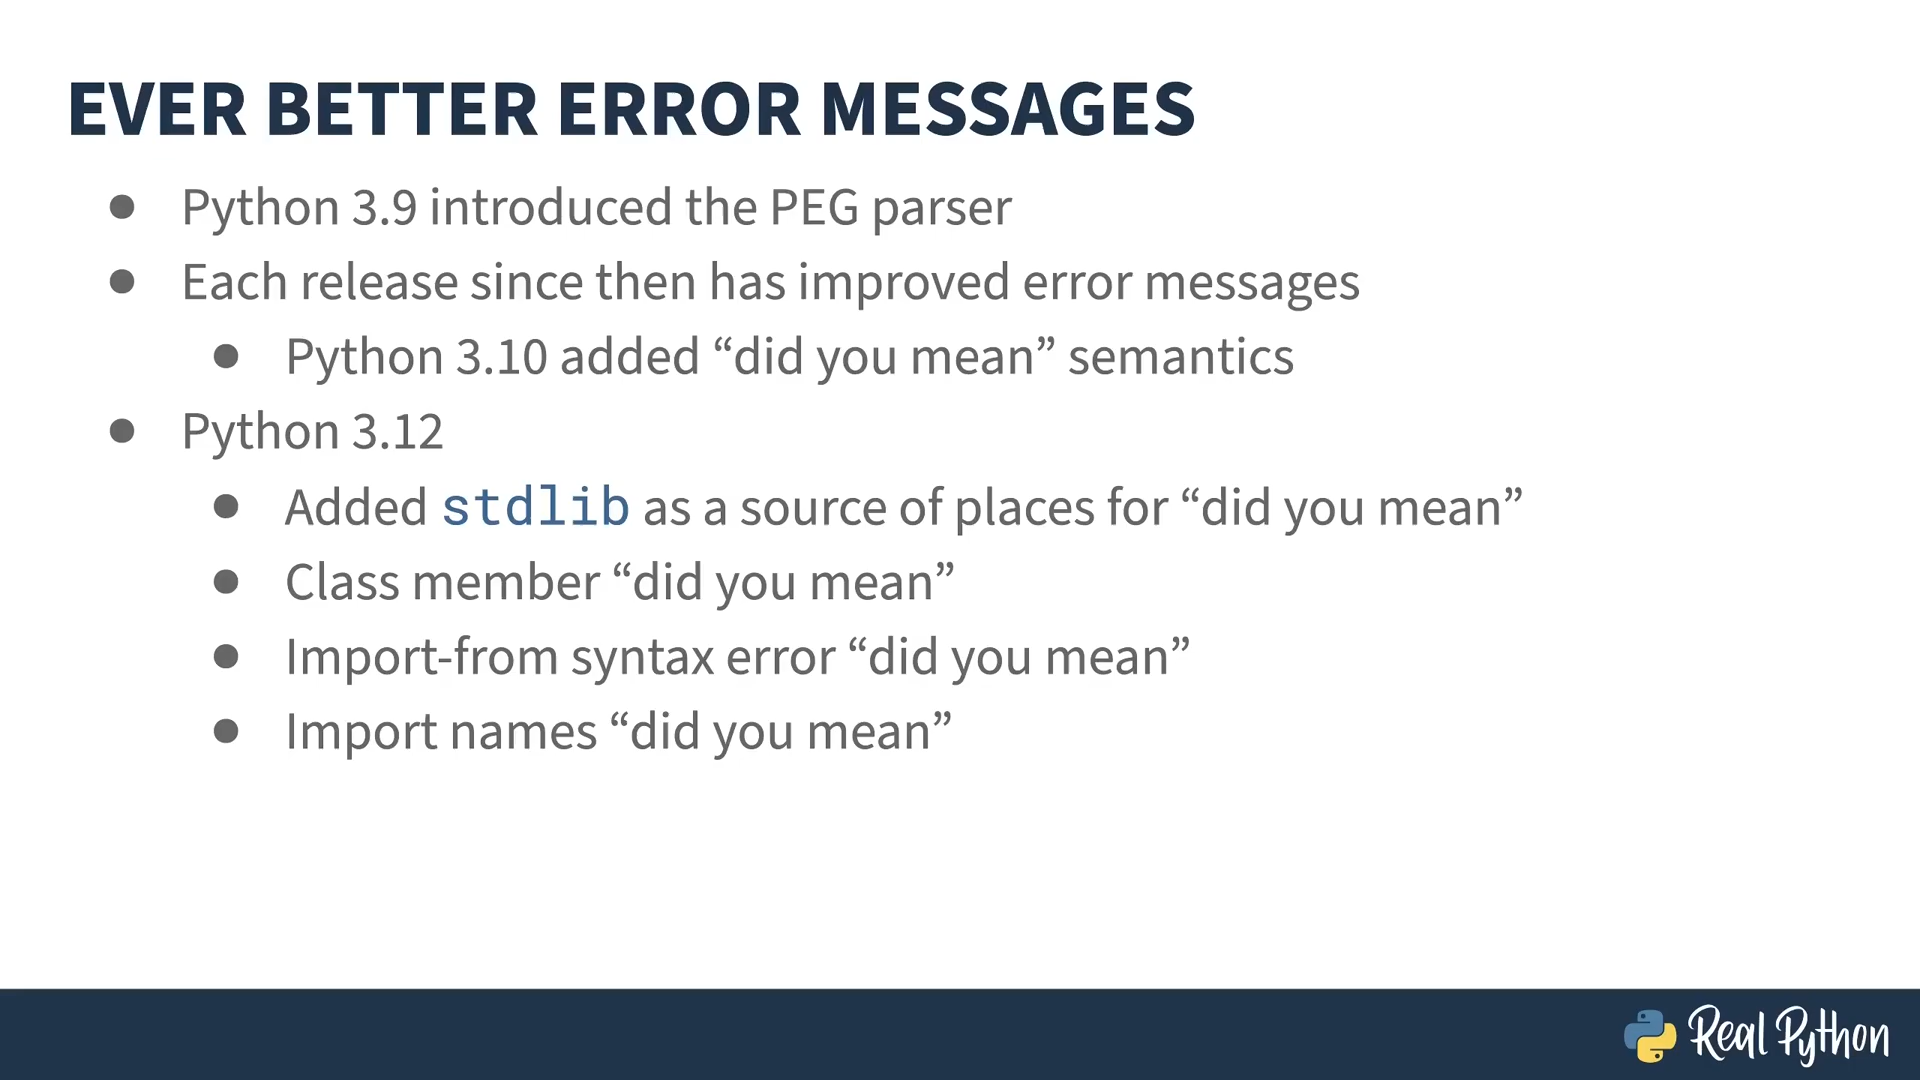 EVER BETTER ERROR MESSAGES
● Python 3.9 introduced the PEG parser
● Each release since then has improved error messages
● Python 3.10 added “did you mean” semantics
● Python 3.12
● Added stdlib as a source of places for “did you mean”
● Class member “did you mean”
● Import-from syntax error “did you mean”
● Import names “did you mean”
Real Python